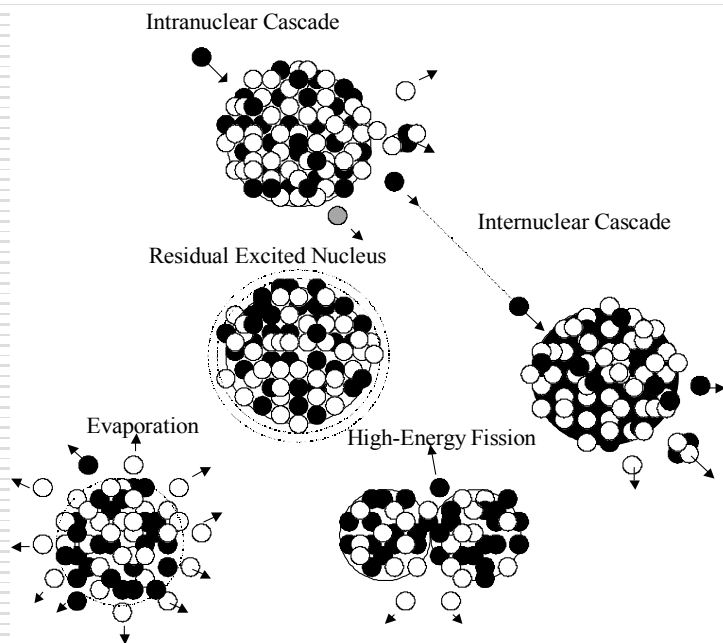 Intranuclear Cascade
Internuclear Cascade
Residual Excited Nucleus
Evaporation
High-Energy Fission